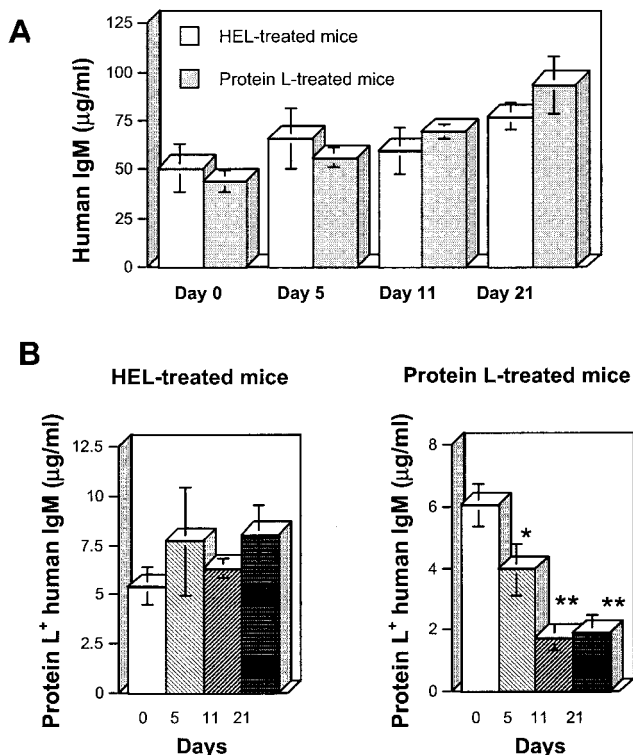 A
Human IgM (μg/ml)
125
100
75
50
25
0
HEL-treated mice
Protein L-treated mice
Day 0
Day 5
Day 11
Day 21
B
HEL-treated mice
Protein L+ human IgM (μg/ml)
12.5
10
7.5
5
2.5
0
0 5 11 21
Days
Protein L-treated mice
Protein L+ human IgM (μg/ml)
8
6
4
2
0
*
**
**
0 5 11 21
Days